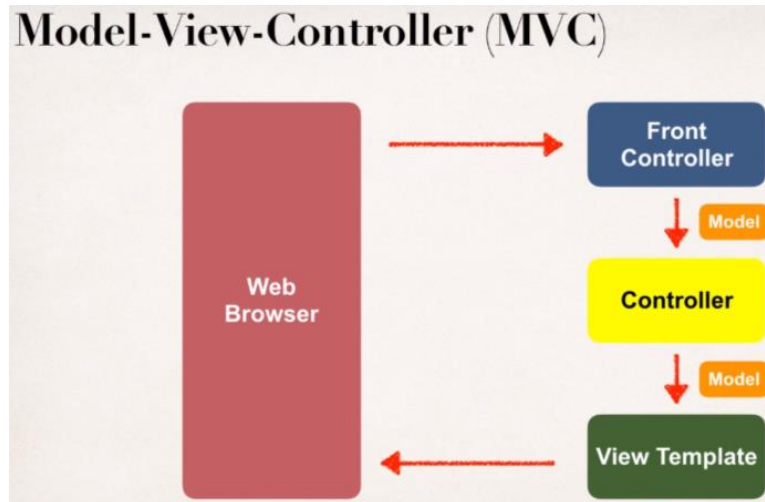 Model-View-Controller (MVC)
Front
Controller
Model
Web
Browser
Controller
Model
View Template